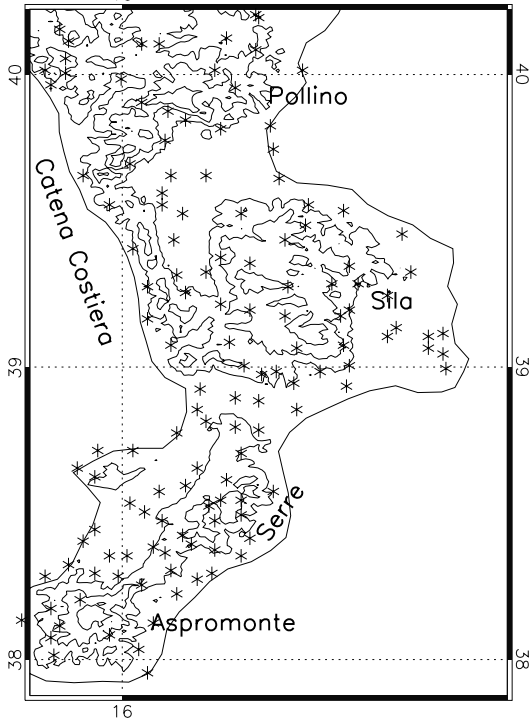 40
40
Pollino
Catena Costiera
Sila
39
39
Serre
Aspromonte
38
38
16